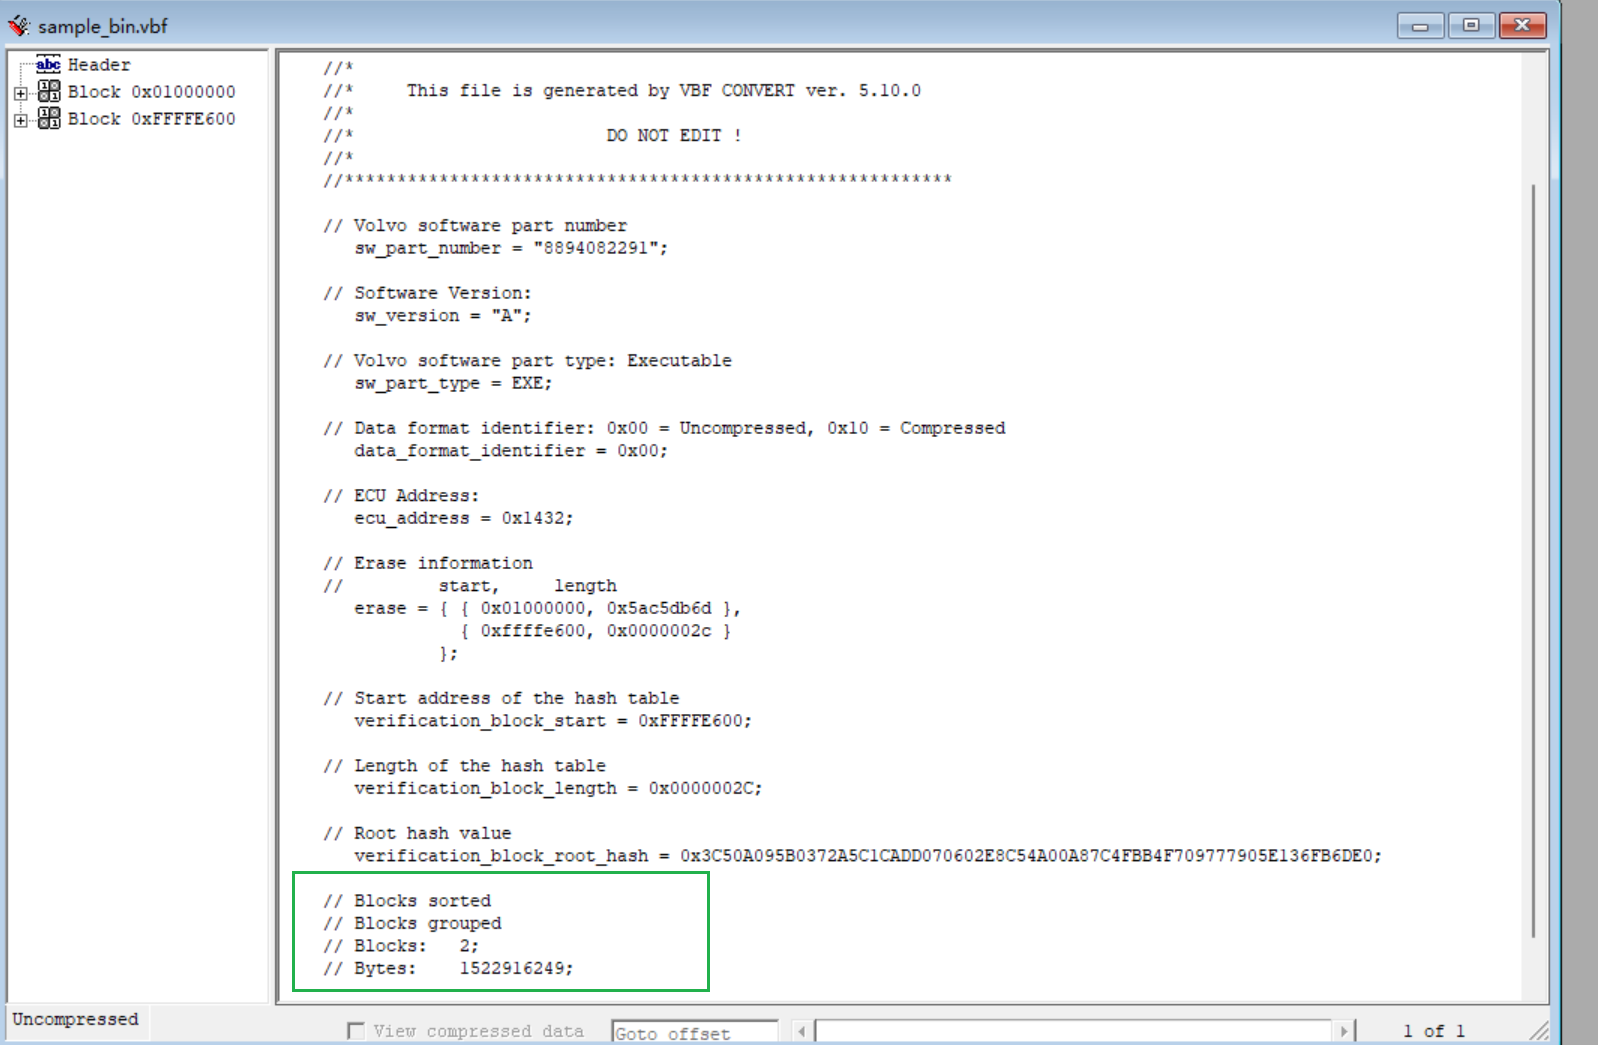 sample_bin.vbf
Header
Block 0x01000000
Block 0xFFFFE600
//*
//*     This file is generated by VBF CONVERT ver. 5.10.0
//*
//*                        DO NOT EDIT !
//*
//**********************************************************
// Volvo software part number
sw_part_number = "8894082291";
// Software Version:
sw_version = "A";
// Volvo software part type: Executable
sw_part_type = EXE;
// Data format identifier: 0x00 = Uncompressed, 0x10 = Compressed
data_format_identifier = 0x00;
// ECU Address:
ecu_address = 0x1432;
// Erase information
//         start,     length
erase = { { 0x01000000, 0x5ac5db6d },
{ 0xffffe600, 0x0000002c }
};
// Start address of the hash table
verification_block_start = 0xFFFFE600;
// Length of the hash table
verification_block_length = 0x0000002C;
// Root hash value
verification_block_root_hash = 0x3C50A095B0372A5C1CADD070602E8C54A00A87C4FBB4F709777905E136FB6DE0;
// Blocks sorted
// Blocks grouped
// Blocks:   2;
// Bytes:    1522916249;
Uncompressed
View compressed data
Goto offset
1 of 1